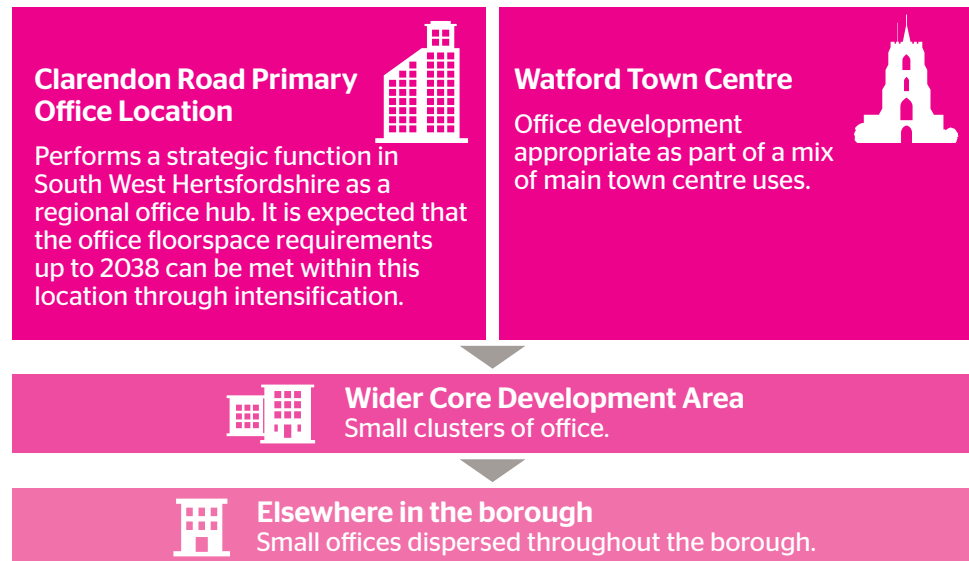 Clarendon Road Primary
Office Location
Performs a strategic function in
South West Hertsfordshire as a
regional office hub. It is expected that
the office floorspace requirements
up to 2038 can be met within this
location through intensification.
Watford Town Centre
Office development
appropriate as part of a mix
of main town centre uses.
Wider Core Development Area
Small clusters of office.
Elsewhere in the borough
Small offices dispersed throughout the borough.